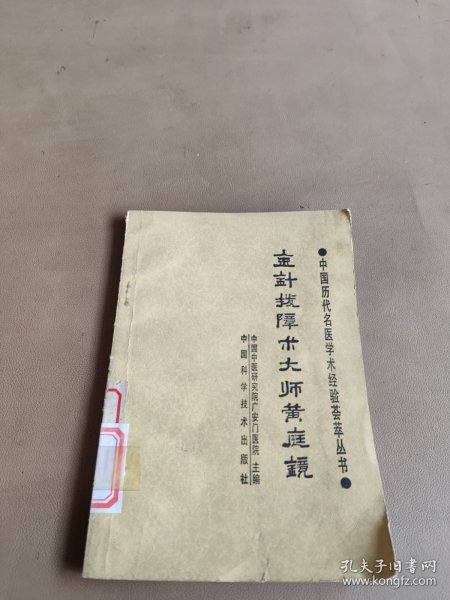 ●中国历代名医学术经验荟萃丛书●
金针拨障术大师黄庭镜
中国中医研究院广安门医院 主编
中国科学技术出版社
孔夫子旧书网
www.kongfz.com